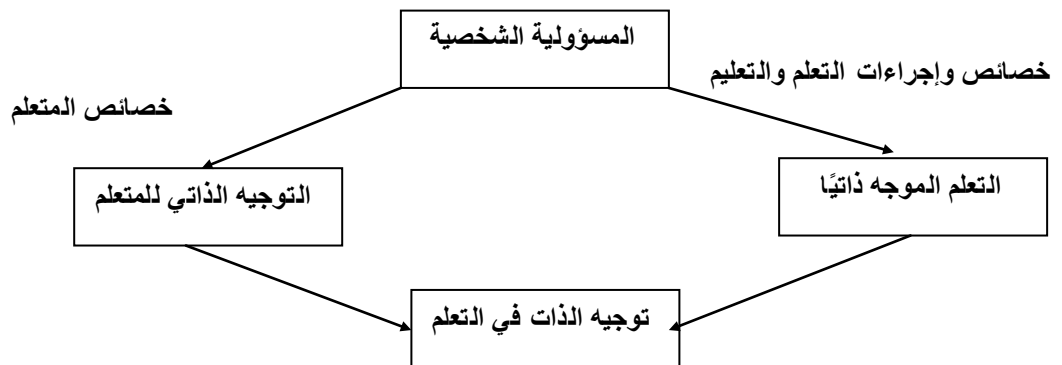 المسؤولية الشخصية
خصائص وإجراءات التعلم والتعليم
خصائص المتعلم
التعلم الموجه ذاتيًا
التوجيه الذاتي للمتعلم
توجيه الذات في التعلم